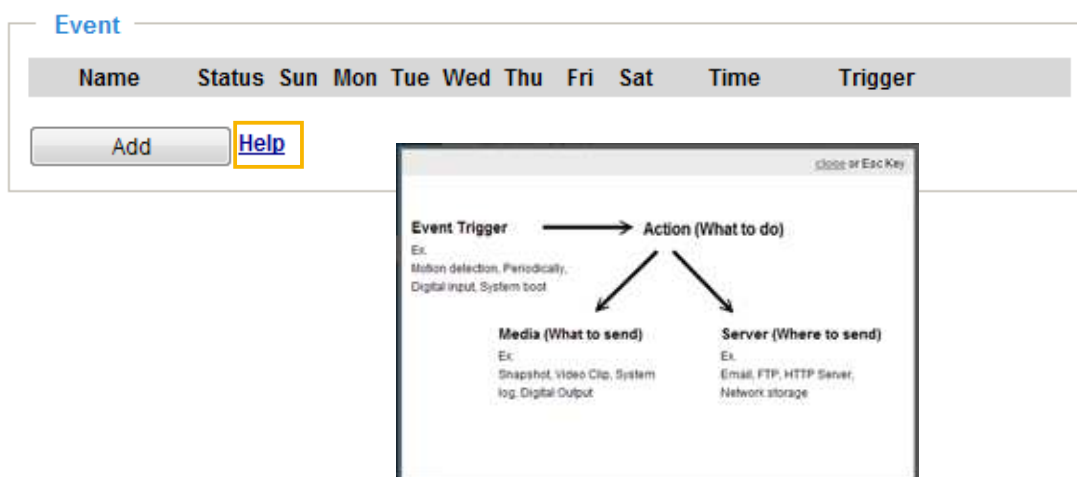 Event
Name Status Sun Mon Tue Wed Thu Fri Sat Time Trigger
Add Help
close or Esc Key
Event Trigger Action (What to do)
Ex.
Motion detection, Periodically,
Digital input, System boot
Media (What to send)
Ex.
Snapshot, Video Clip, System
log, Digital Output
Server (Where to send)
Ex.
Email, FTP, HTTP Server,
Network storage